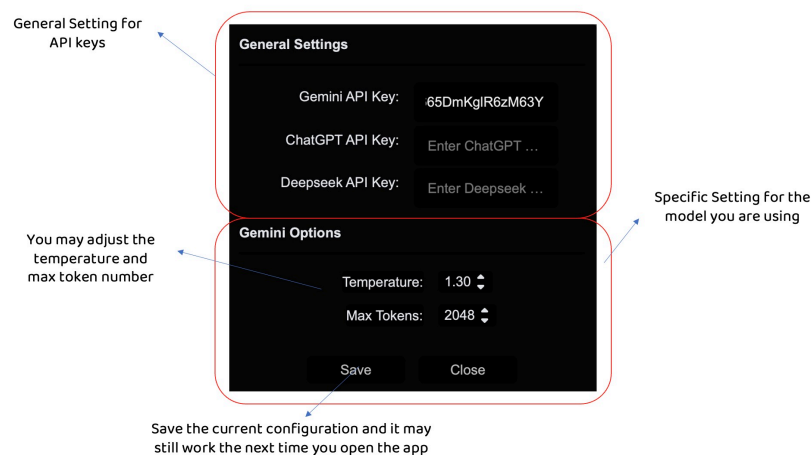 General Setting for
API keys
General Settings
Gemini API Key:
65DmKglR6zM63Y
ChatGPT API Key:
Enter ChatGPT ...
Deepseek API Key:
Enter Deepseek ...
Specific Setting for the
model you are using
Gemini Options
You may adjust the
temperature and
max token number
Temperature:
1.30
Max Tokens:
2048
Save
Close
Save the current configuration and it may
still work the next time you open the app